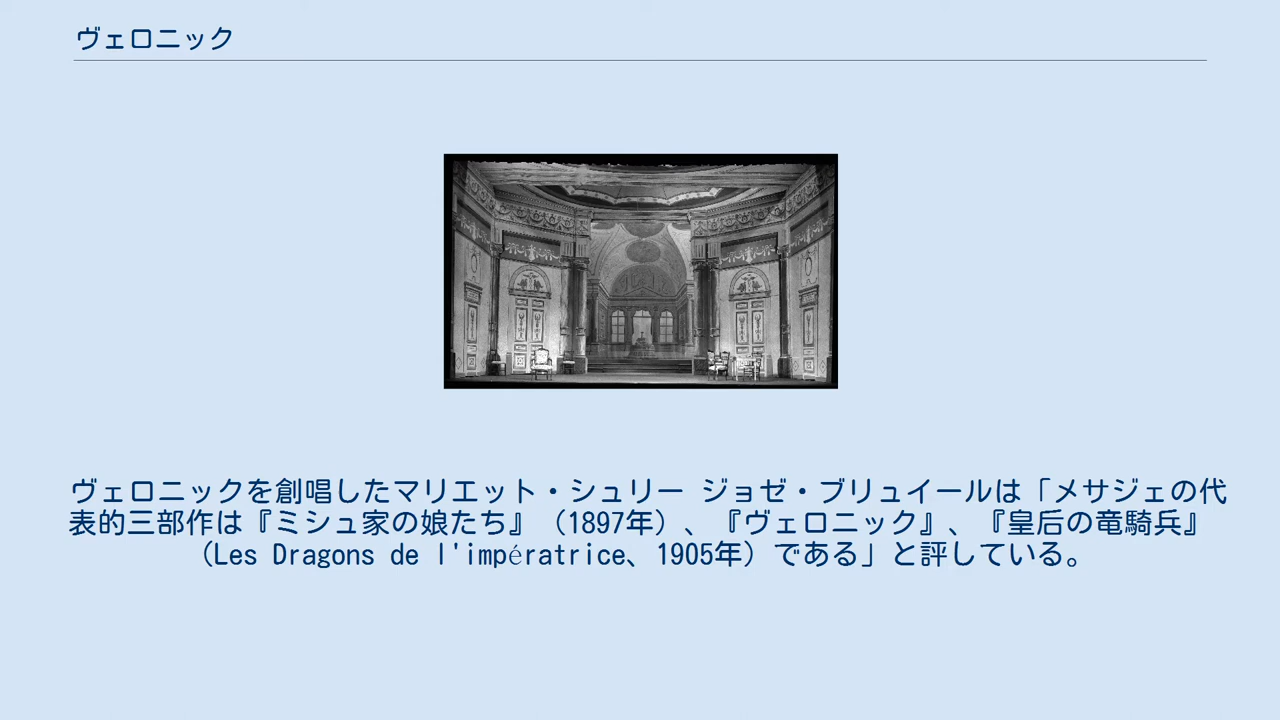 ヴェロニック
ヴェロニックを創唱したマリエット・シュリー ジョゼ・ブリュイールは「メサジェの代
表的三部作は『ミシュ家の娘たち』（1897年）、『ヴェロニック』、『皇后の竜騎兵』
（Les Dragons de l'impératrice、1905年）である」と評している。